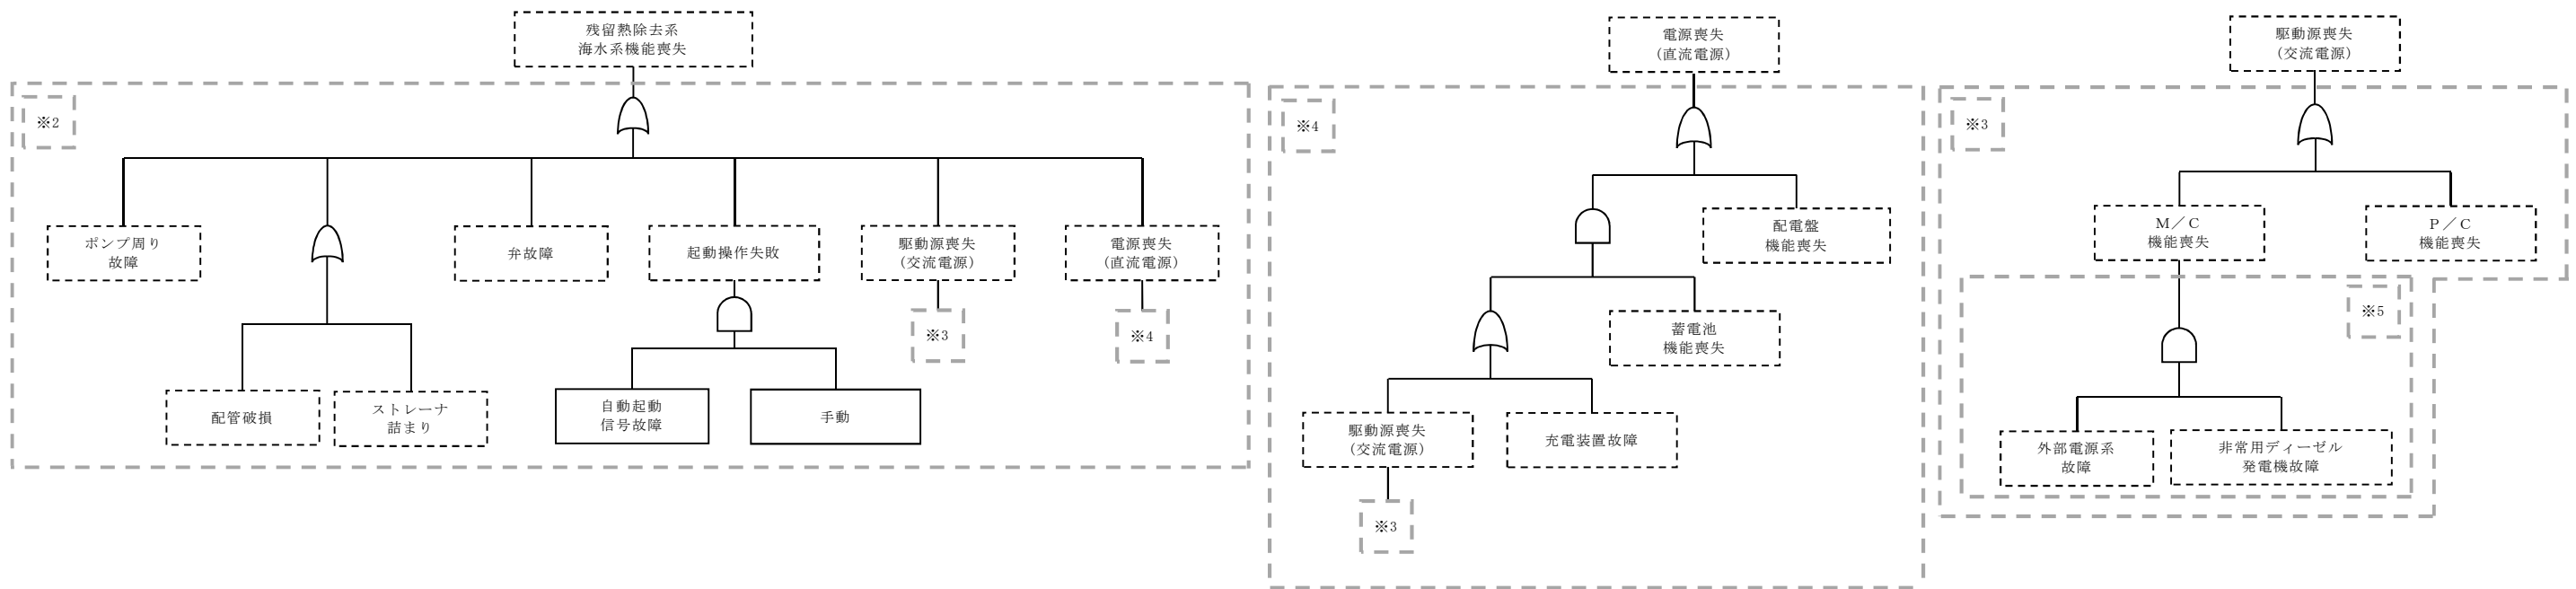 残留熱除去系
海水系機能喪失
※2
ポンプ周り
故障
弁故障
起動操作失敗
駆動源喪失
(交流電源)
電源喪失
(直流電源)
※3
※4
配管破損
ストレーナ
詰まり
自動起動
信号故障
手動
電源喪失
(直流電源)
※4
配電盤
機能喪失
蓄電池
機能喪失
駆動源喪失
(交流電源)
充電装置故障
※3
駆動源喪失
(交流電源)
※3
M／C
機能喪失
P／C
機能喪失
※5
外部電源系
故障
非常用ディーゼル
発電機故障